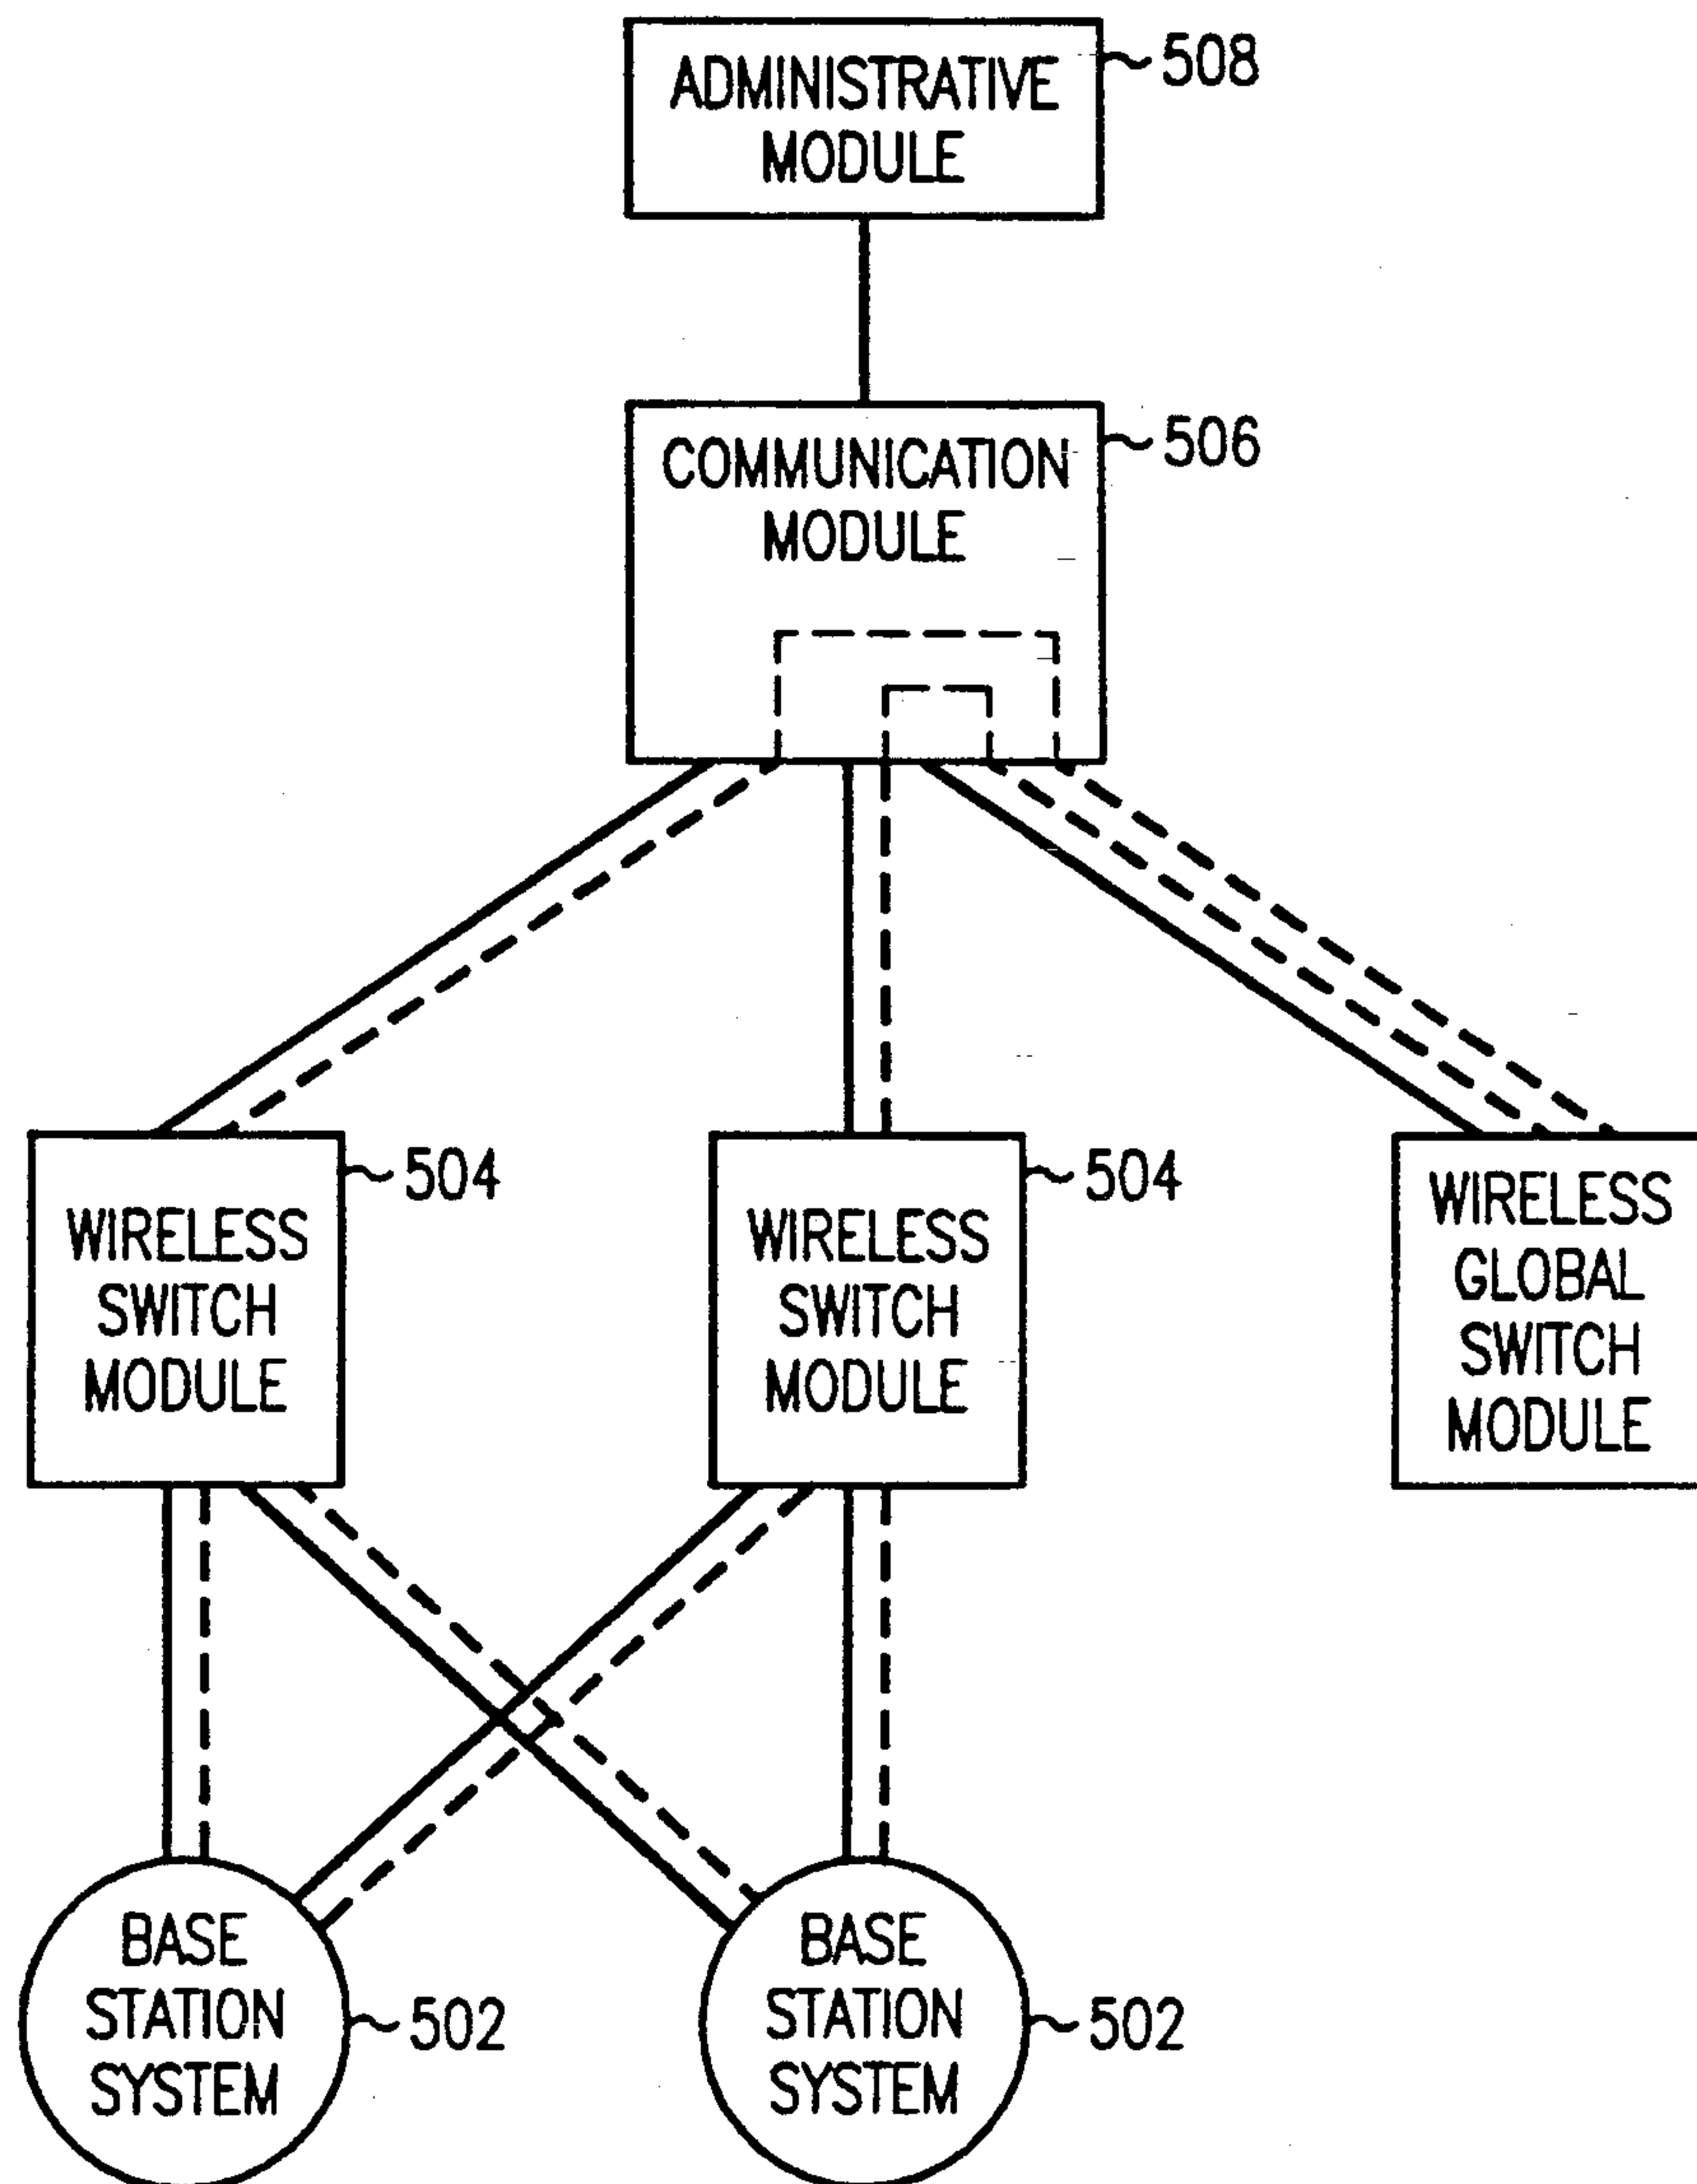 ADMINISTRATIVE
MODULE
508
COMMUNICATION
MODULE
506
WIRELESS
SWITCH
MODULE
504
WIRELESS
SWITCH
MODULE
504
WIRELESS
GLOBAL
SWITCH
MODULE
BASE
STATION
SYSTEM
502
BASE
STATION
SYSTEM
502